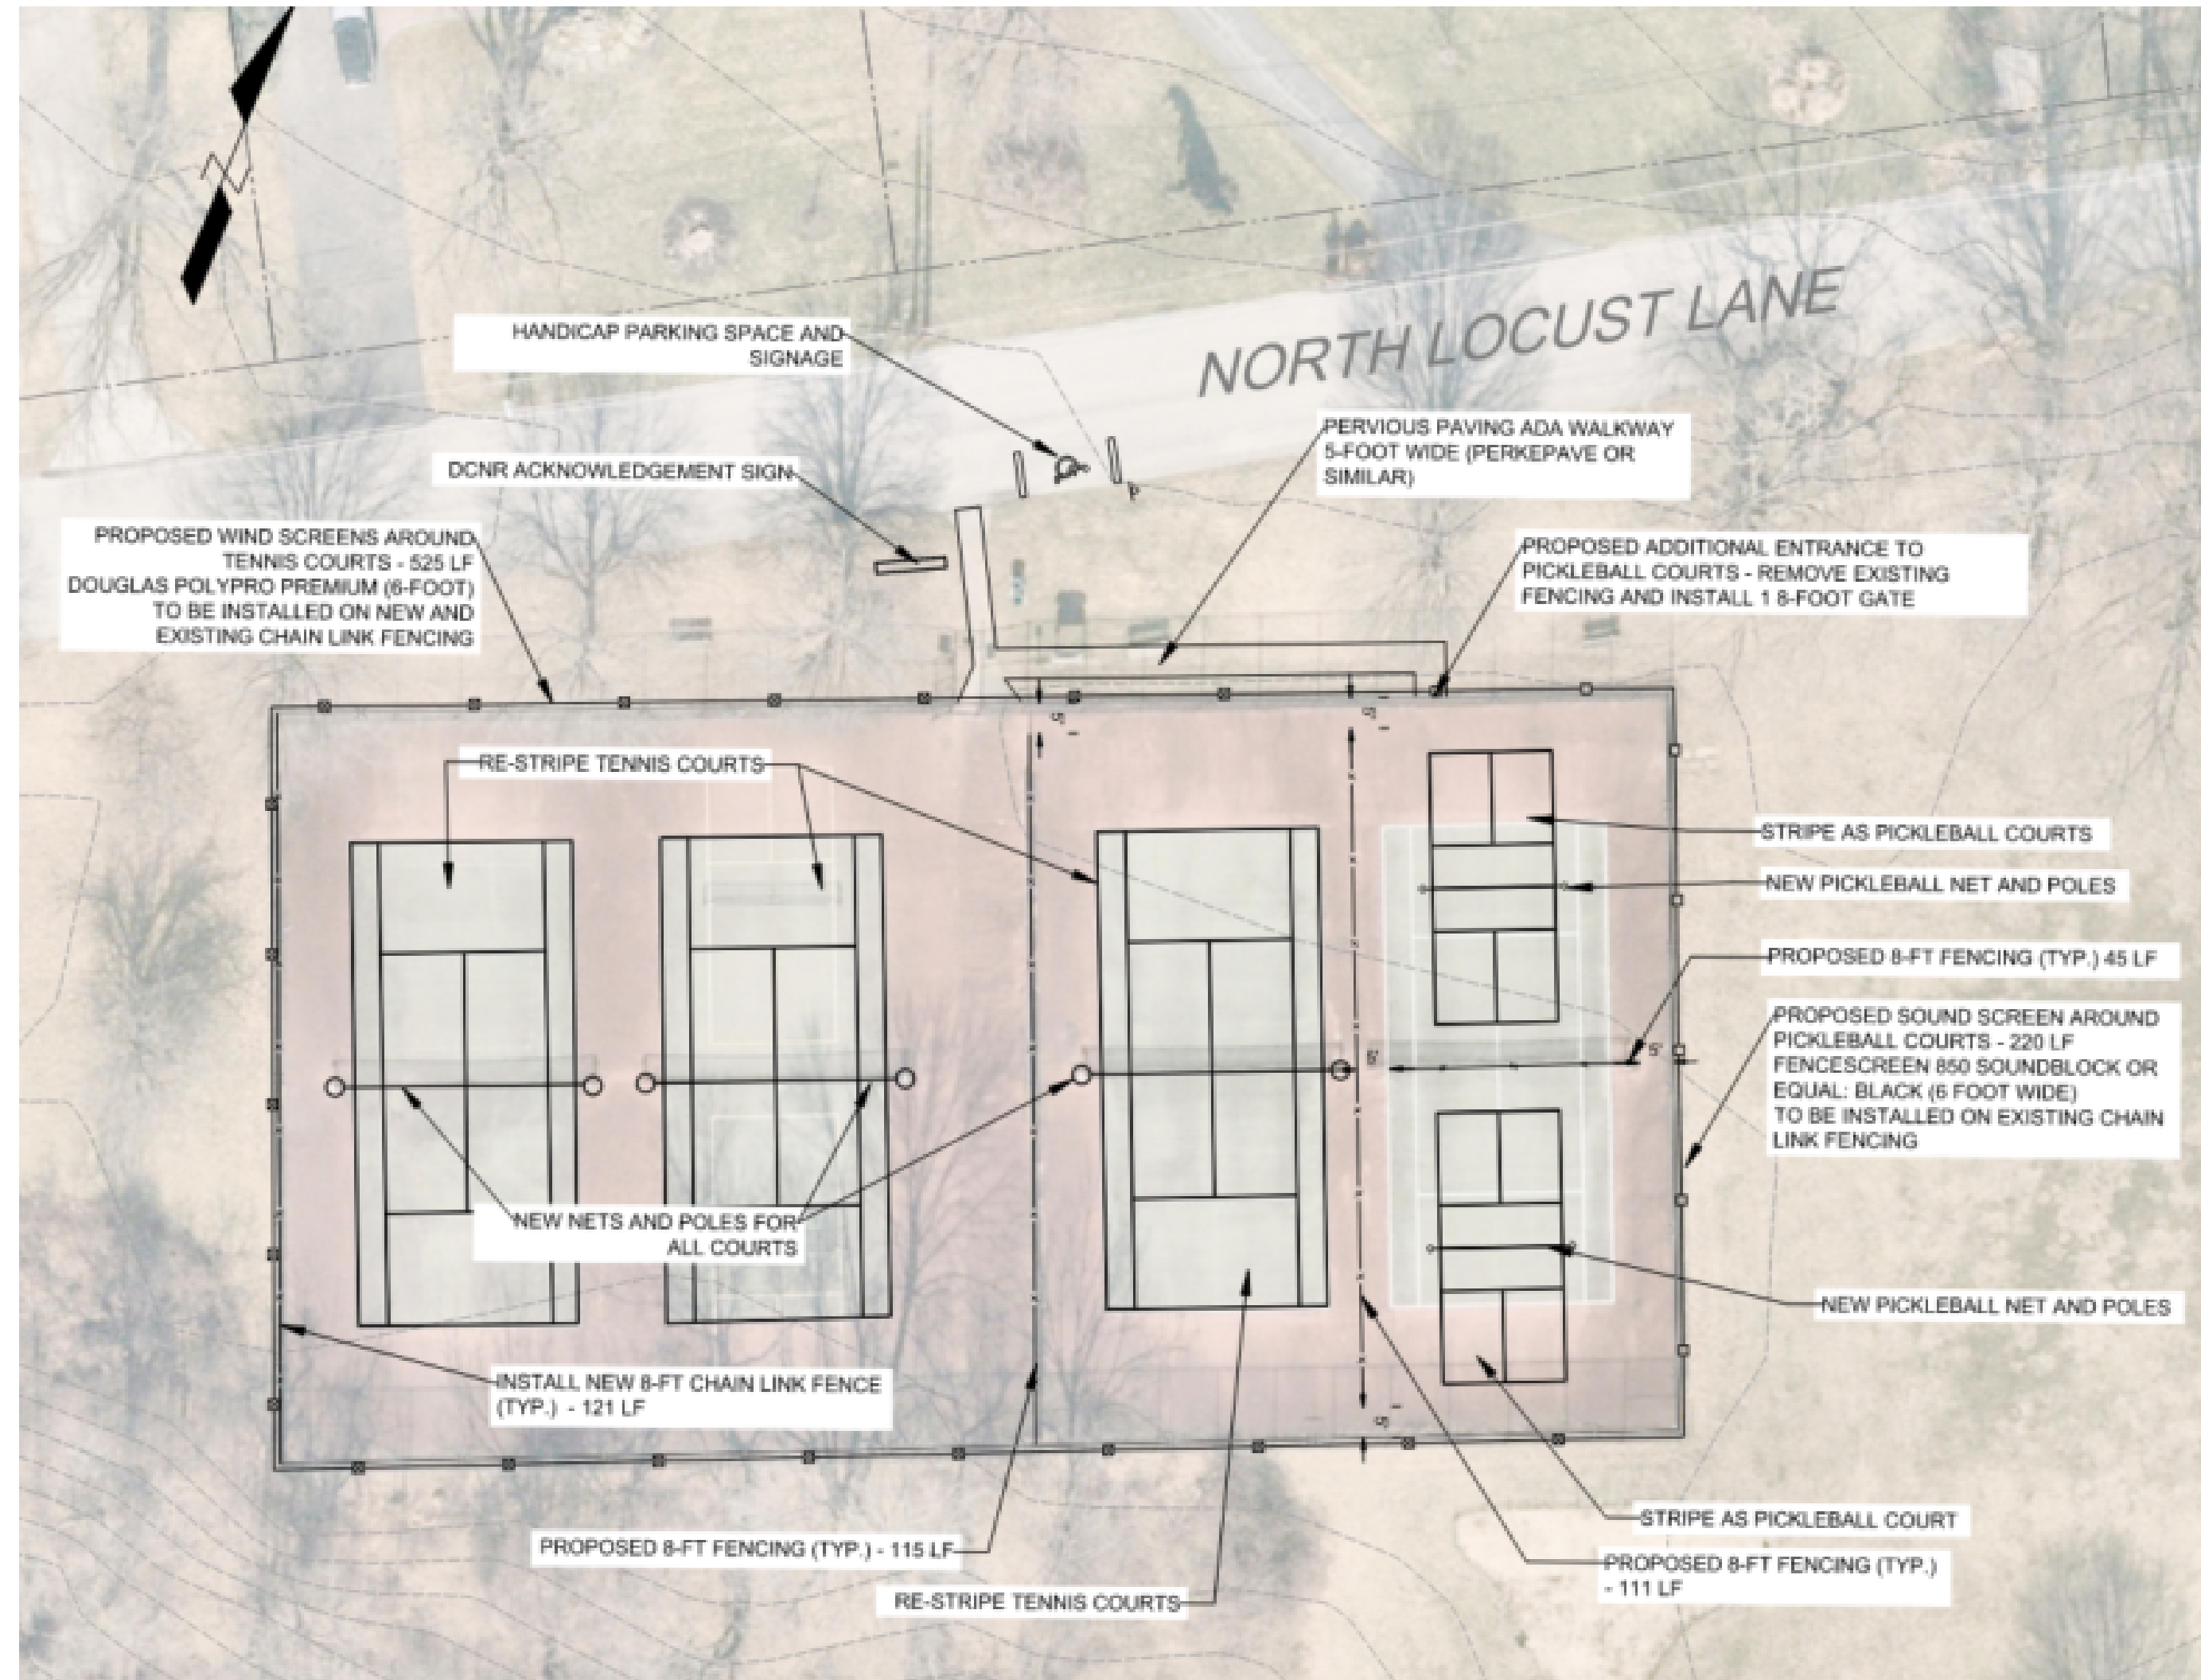 NORTH LOCUST LANE
HANDICAP PARKING SPACE AND
SIGNAGE
DCNR ACKNOWLEDGEMENT SIGN
PERVIOUS PAVING ADA WALKWAY
5-FOOT WIDE (PERKEPAVE OR
SIMILAR)
PROPOSED WIND SCREENS AROUND
TENNIS COURTS - 525 LF
DOUGLAS POLYPRO PREMIUM (6-FOOT)
TO BE INSTALLED ON NEW AND
EXISTING CHAIN LINK FENCING
PROPOSED ADDITIONAL ENTRANCE TO
PICKLEBALL COURTS - REMOVE EXISTING
FENCING AND INSTALL 1 8-FOOT GATE
RE-STRIPE TENNIS COURTS
STRIPE AS PICKLEBALL COURTS
NEW PICKLEBALL NET AND POLES
PROPOSED 8-FT FENCING (TYP.) 45 LF
PROPOSED SOUND SCREEN AROUND
PICKLEBALL COURTS - 220 LF
FENCESCREEN 850 SOUNDBLOCK OR
EQUAL: BLACK (6 FOOT WIDE)
TO BE INSTALLED ON EXISTING CHAIN
LINK FENCING
NEW NETS AND POLES FOR
ALL COURTS
NEW PICKLEBALL NET AND POLES
INSTALL NEW 8-FT CHAIN LINK FENCE
(TYP.) - 121 LF
PROPOSED 8-FT FENCING (TYP.) - 115 LF
STRIPE AS PICKLEBALL COURT
PROPOSED 8-FT FENCING (TYP.)
- 111 LF
RE-STRIPE TENNIS COURTS